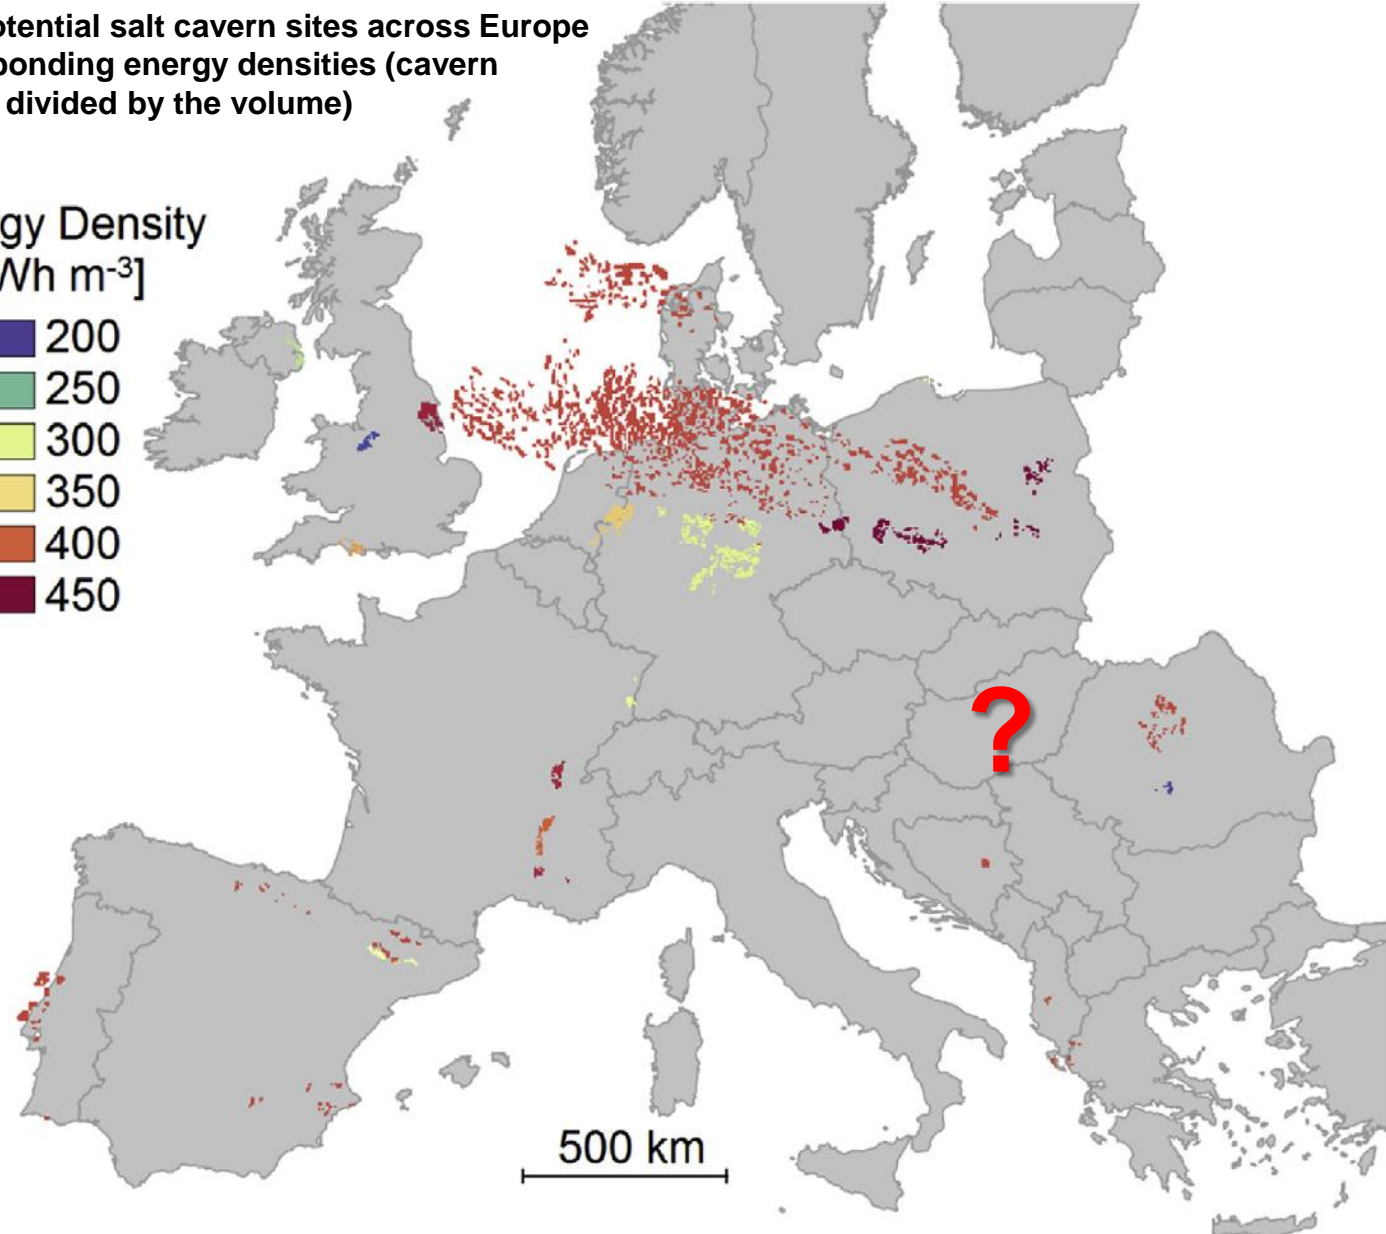 otential salt cavern sites across Europe
ponding energy densities (cavern
divided by the volume)
gy Density
Wh m-3]
200
250
300
350
400
450
?
500 km